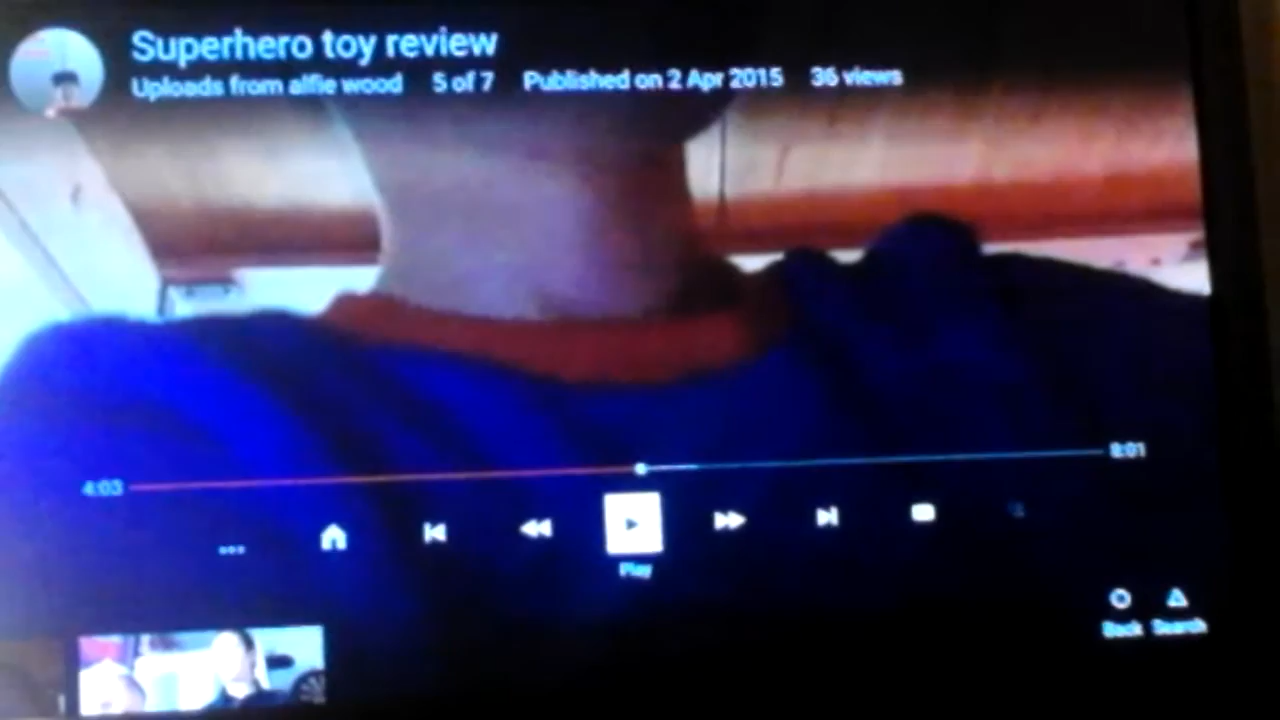 Superhero toy review
Uploads from alfie wood 5 of 7 Published on 2 Apr 2015 36 views
4:03 8:01
Play
Back Search